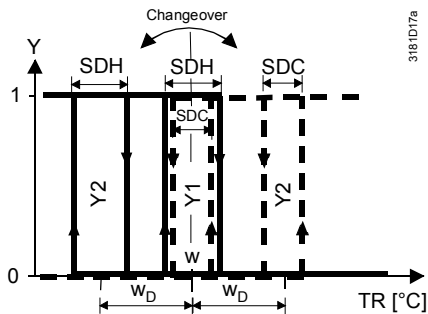 Changeover
3181D17a
Y
SDH
SDH
SDC
1
SDC
Y2
Y1
Y2
w
0
wD
wD
TR [°C]